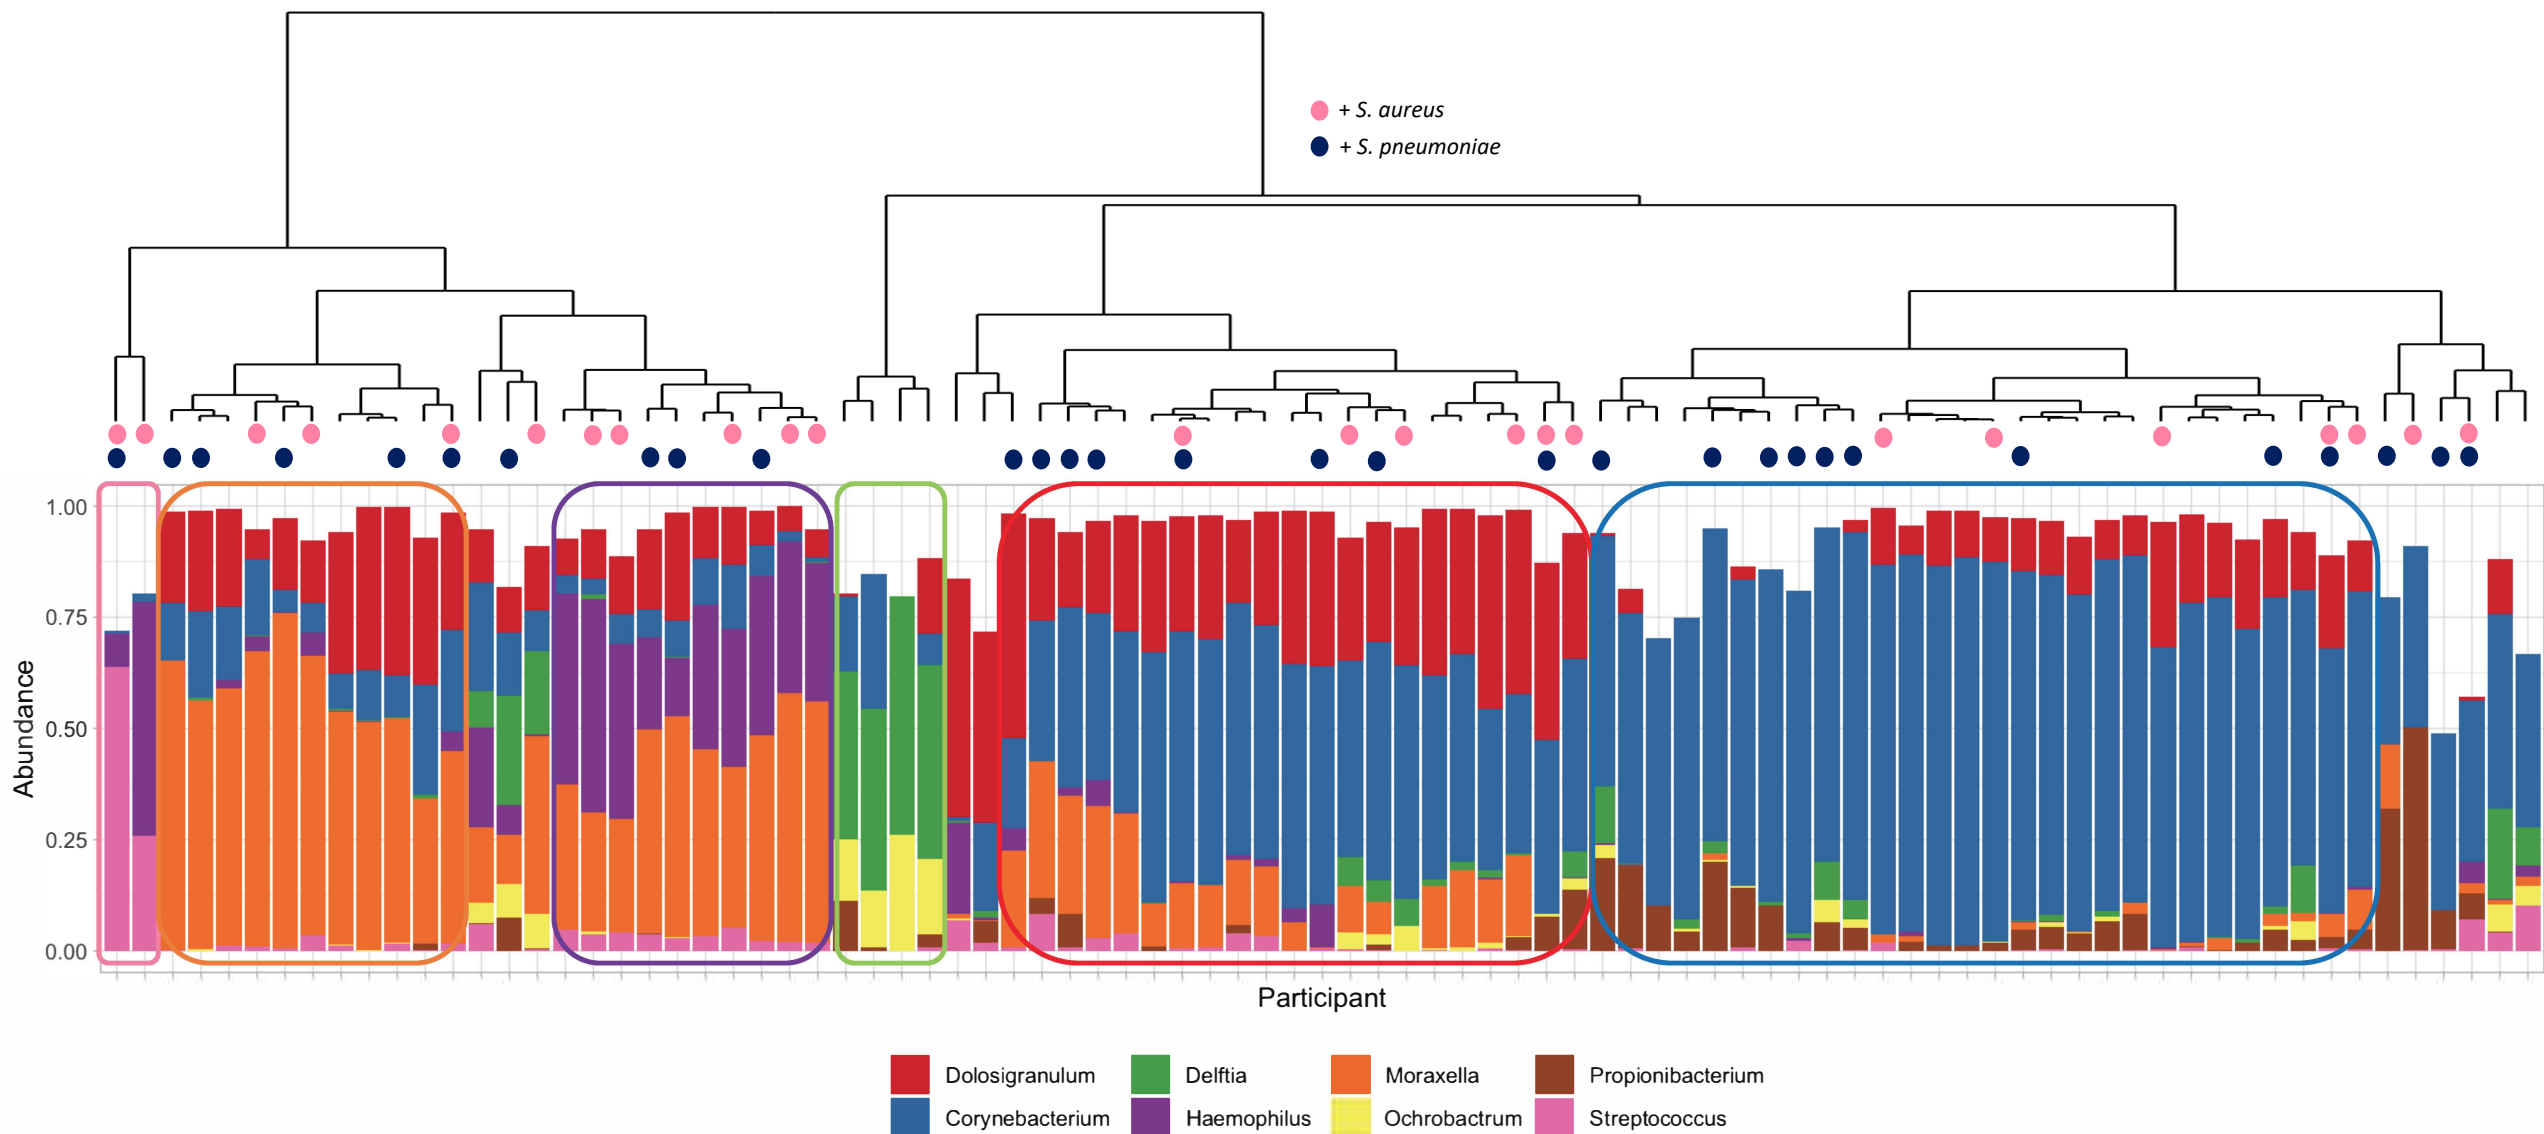 + S. aureus
+ S. pneumoniae
1.00
0.75
0.50
0.25
0.00
Abundance
Participant
Dolosigranulum Delftia Moraxella Propionibacterium
Corynebacterium Haemophilus Ochrobactrum Streptococcus